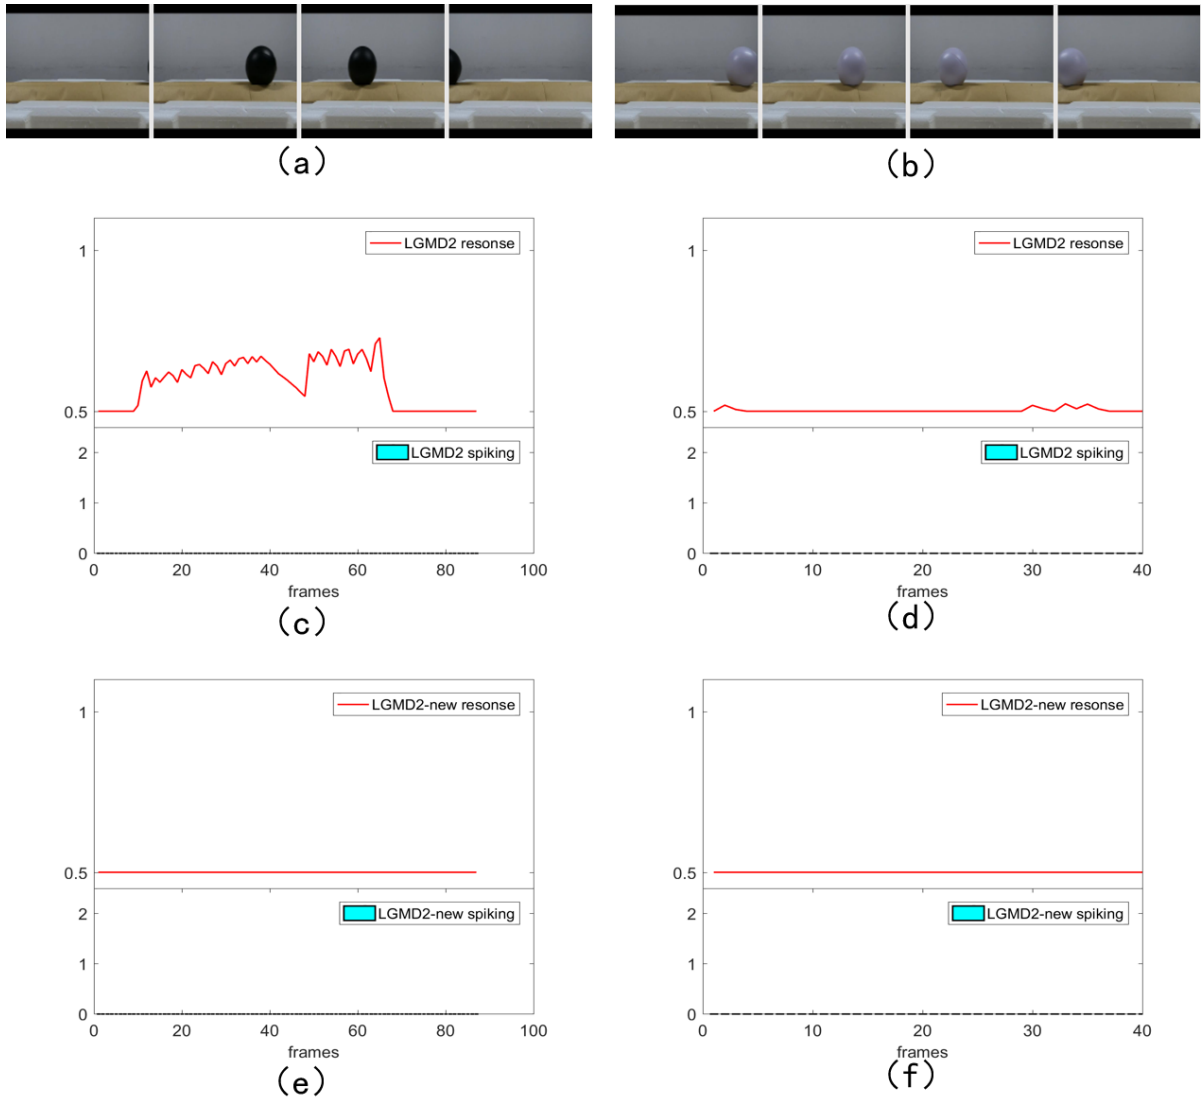 (a)
(b)
1
LGMD2 resonse
0.5
2
LGMD2 spiking
1
0
0 20 40 60 80 100
frames
(c)
1
LGMD2 resonse
0.5
2
LGMD2 spiking
1
0
0 10 20 30 40
frames
(d)
1
LGMD2-new resonse
0.5
2
LGMD2-new spiking
1
0
0 20 40 60 80 100
frames
(e)
1
LGMD2-new resonse
0.5
2
LGMD2-new spiking
1
0
0 10 20 30 40
frames
(f)